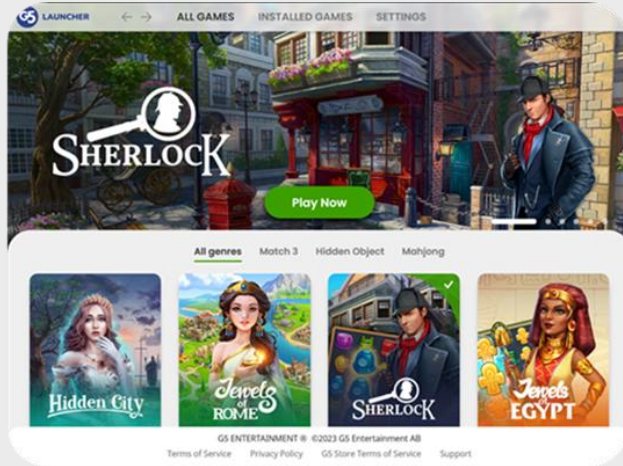 G5 LAUNCHER ← → ALL GAMES INSTALLED GAMES SETTINGS
SHERLOCK
Play Now
All genres Match 3 Hidden Object Mahjong
Hidden City
Jewels of ROME
SHERLOCK
Jewels of EGYPT
G5 ENTERTAINMENT ® ©2023 G5 Entertainment AB
Terms of Service Privacy Policy G5 Store Terms of Service Support